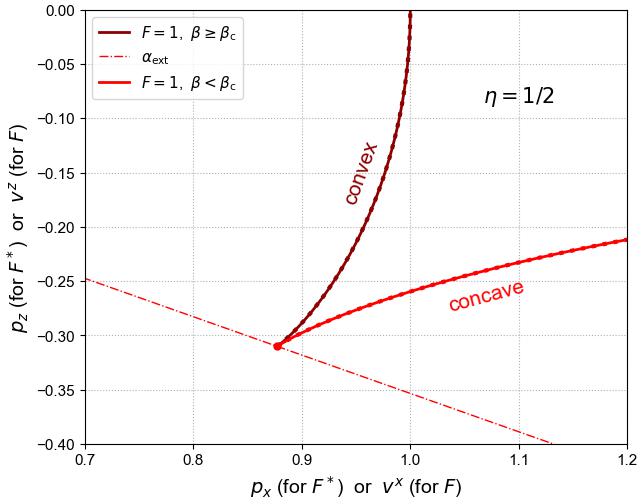 0.00
−0.05
−0.10
−0.15
−0.20
−0.25
−0.30
−0.35
−0.40
p_z (for F*) or v^z (for F)
F = 1, β ≥ β_c
α_ext
F = 1, β < β_c
η = 1/2
convex
concave
0.7 0.8 0.9 1.0 1.1 1.2
p_x (for F*) or v^x (for F)